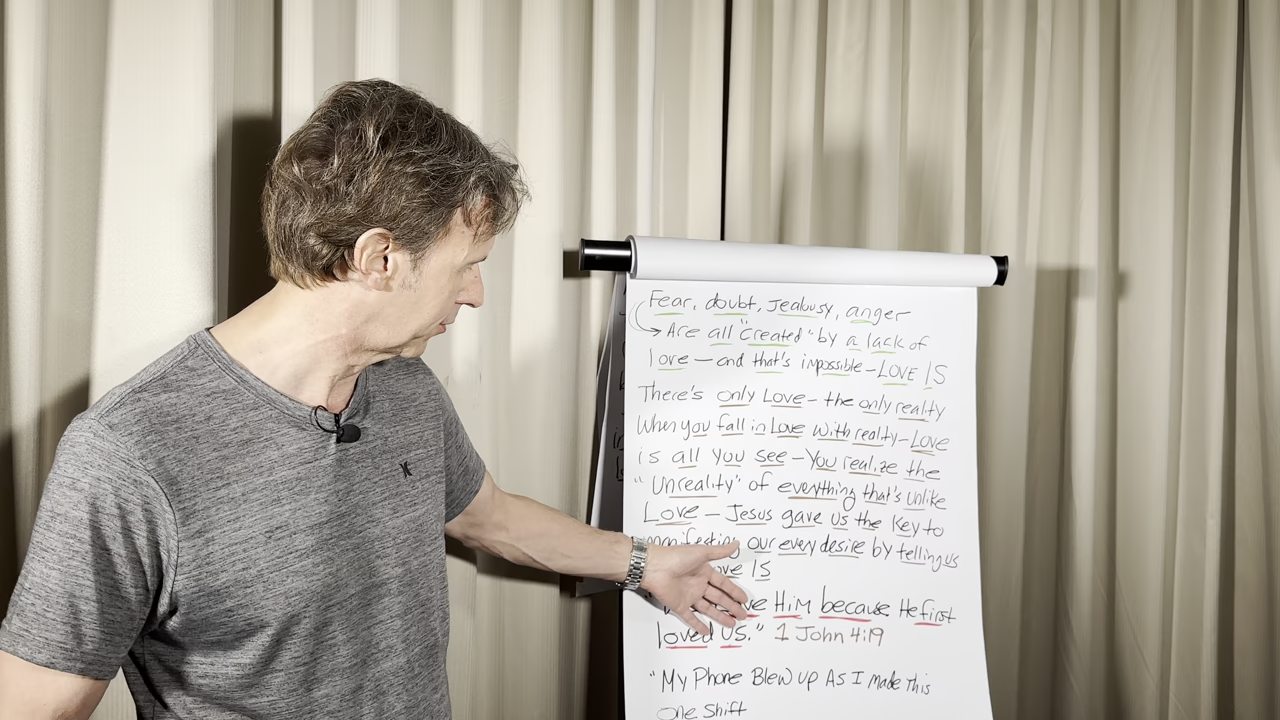 Fear, doubt, Jealousy, anger
Are all "created" by a lack of
love – and that's impossible – LOVE IS
There's only Love – the only reality
When you fall in Love with reality – Love
is all you see – You realize the
"Unreality" of everything that's unlike
Love – Jesus gave us the key to
manifesting our every desire by telling us
IS
Him because He first
loved us." 1 John 4:19
"My Phone Blew up As I make this
one shift